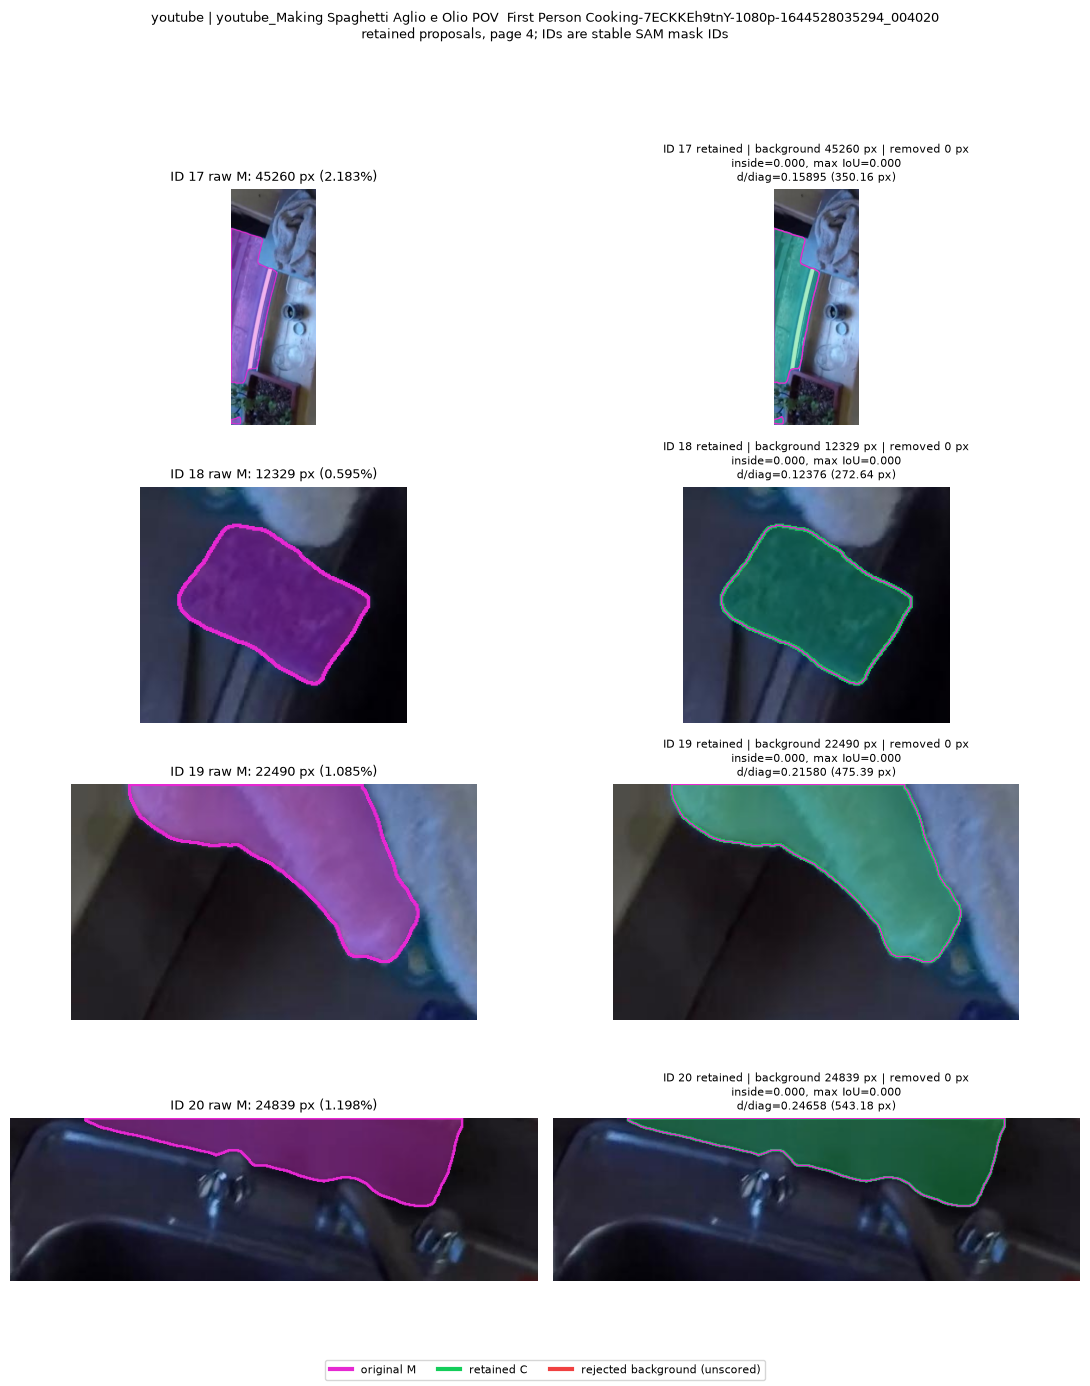 youtube | youtube_Making Spaghetti Aglio e Olio POV  First Person Cooking-7ECKKEh9tnY-1080p-1644528035294_004020
retained proposals, page 4; IDs are stable SAM mask IDs
ID 17 raw M: 45260 px (2.183%)
ID 17 retained | background 45260 px | removed 0 px
inside=0.000, max IoU=0.000
d/diag=0.15895 (350.16 px)
ID 18 raw M: 12329 px (0.595%)
ID 18 retained | background 12329 px | removed 0 px
inside=0.000, max IoU=0.000
d/diag=0.12376 (272.64 px)
ID 19 raw M: 22490 px (1.085%)
ID 19 retained | background 22490 px | removed 0 px
inside=0.000, max IoU=0.000
d/diag=0.21580 (475.39 px)
ID 20 raw M: 24839 px (1.198%)
ID 20 retained | background 24839 px | removed 0 px
inside=0.000, max IoU=0.000
d/diag=0.24658 (543.18 px)
original M
retained C
rejected background (unscored)